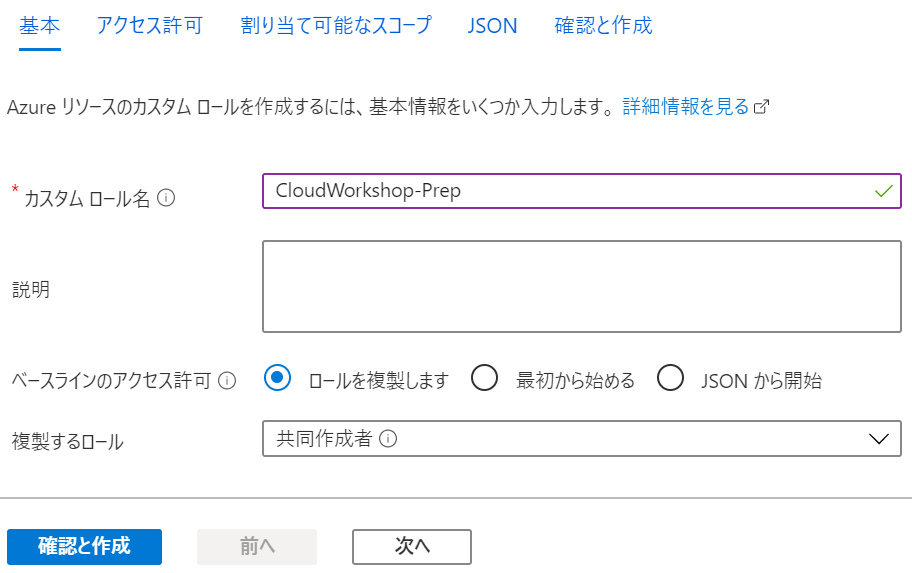 基本 アクセス許可 割り当て可能なスコープ JSON 確認と作成
Azure リソースのカスタム ロールを作成するには、基本情報をいくつか入力します。 詳細情報を見る
* カスタム ロール名 CloudWorkshop-Prep
説明
ベースラインのアクセス許可 ロールを複製します 最初から始める JSON から開始
複製するロール 共同作成者
確認と作成 前へ 次へ